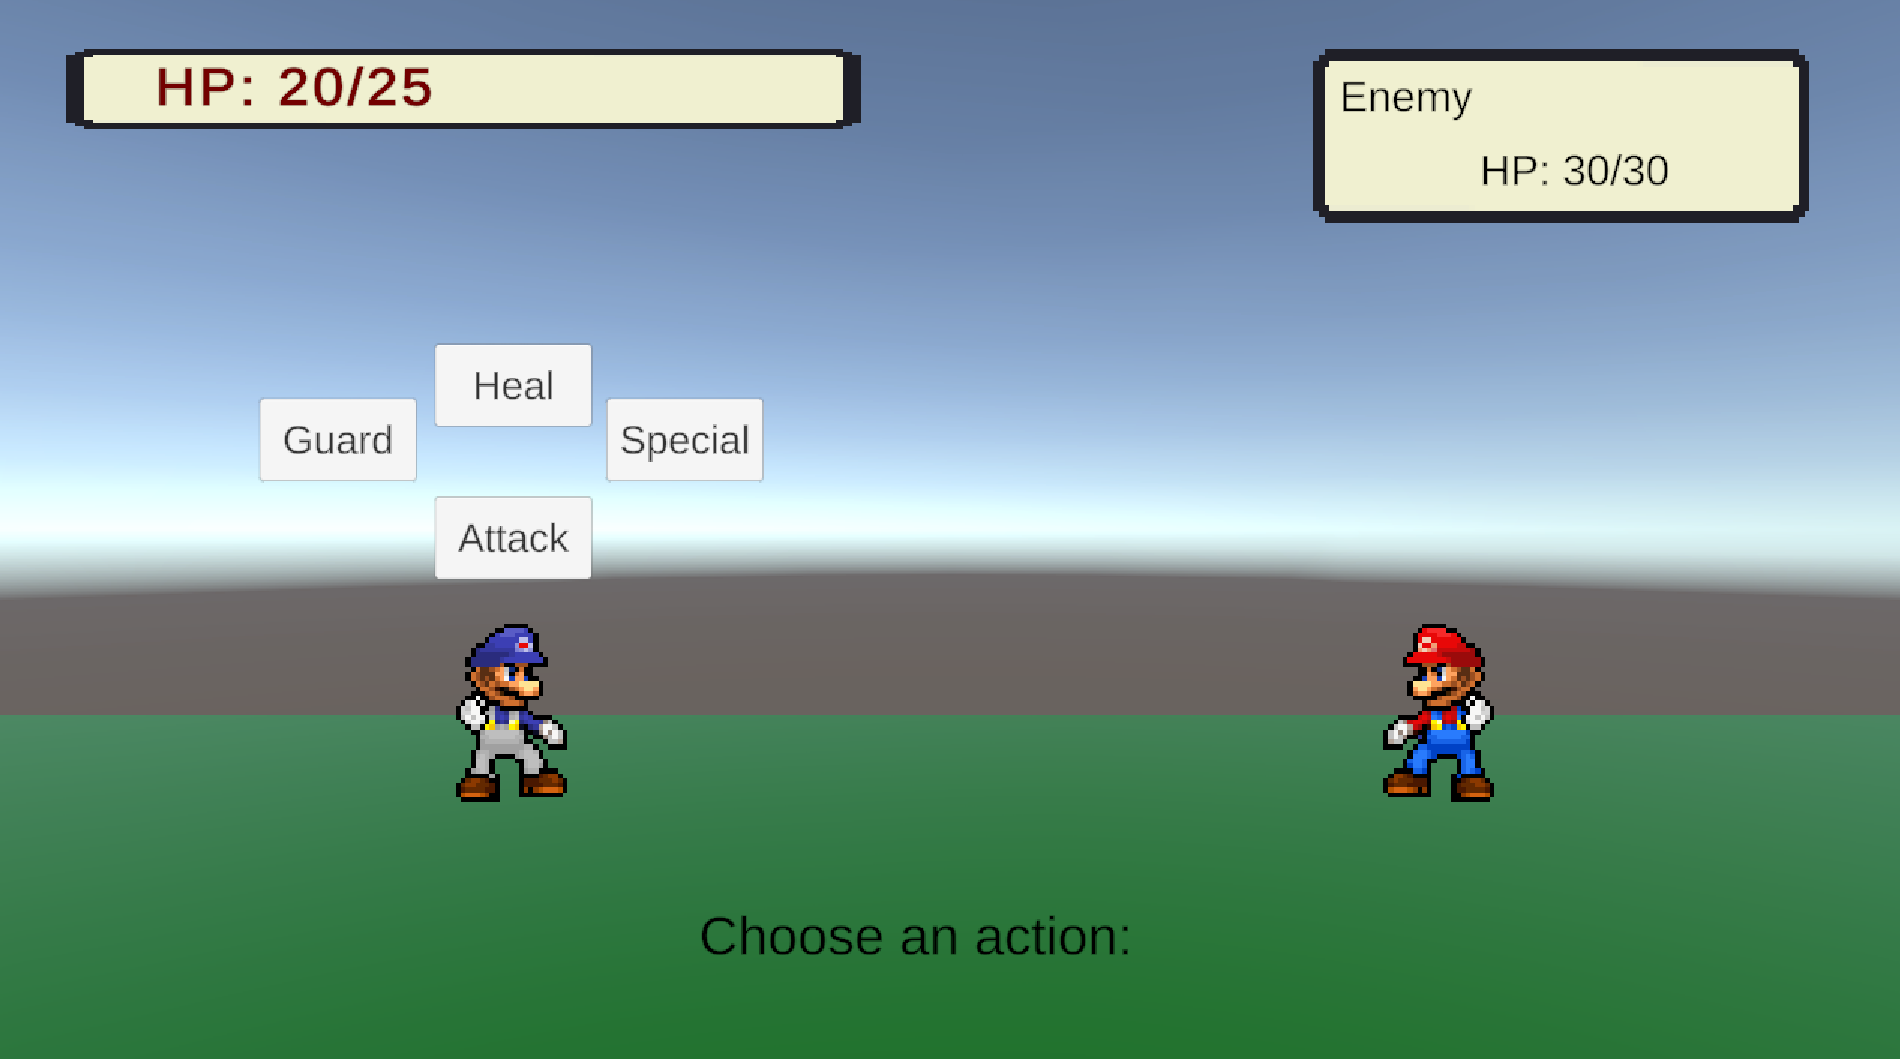 HP: 20/25
Enemy
HP: 30/30
Heal
Guard
Special
Attack
Choose an action: